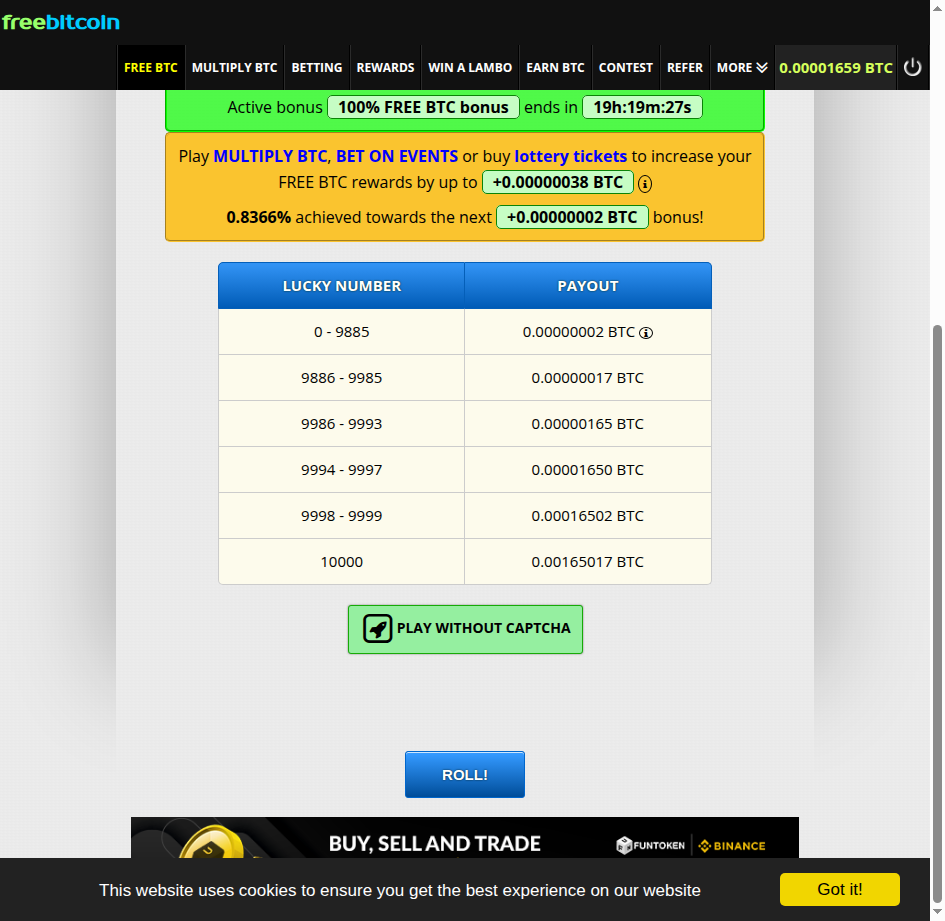 freebitcoin
FREE BTC MULTIPLY BTC BETTING REWARDS WIN A LAMBO EARN BTC CONTEST REFER MORE 0.00001659 BTC
Active bonus 100% FREE BTC bonus ends in 19h:19m:27s
Play MULTIPLY BTC, BET ON EVENTS or buy lottery tickets to increase your
FREE BTC rewards by up to +0.00000038 BTC
0.8366% achieved towards the next +0.00000002 BTC bonus!
LUCKY NUMBER PAYOUT
0 - 9885 0.00000002 BTC
9886 - 9985 0.00000017 BTC
9986 - 9993 0.00000165 BTC
9994 - 9997 0.00001650 BTC
9998 - 9999 0.00016502 BTC
10000 0.00165017 BTC
PLAY WITHOUT CAPTCHA
ROLL!
BUY, SELL AND TRADE FUNTOKEN BINANCE
This website uses cookies to ensure you get the best experience on our website Got it!